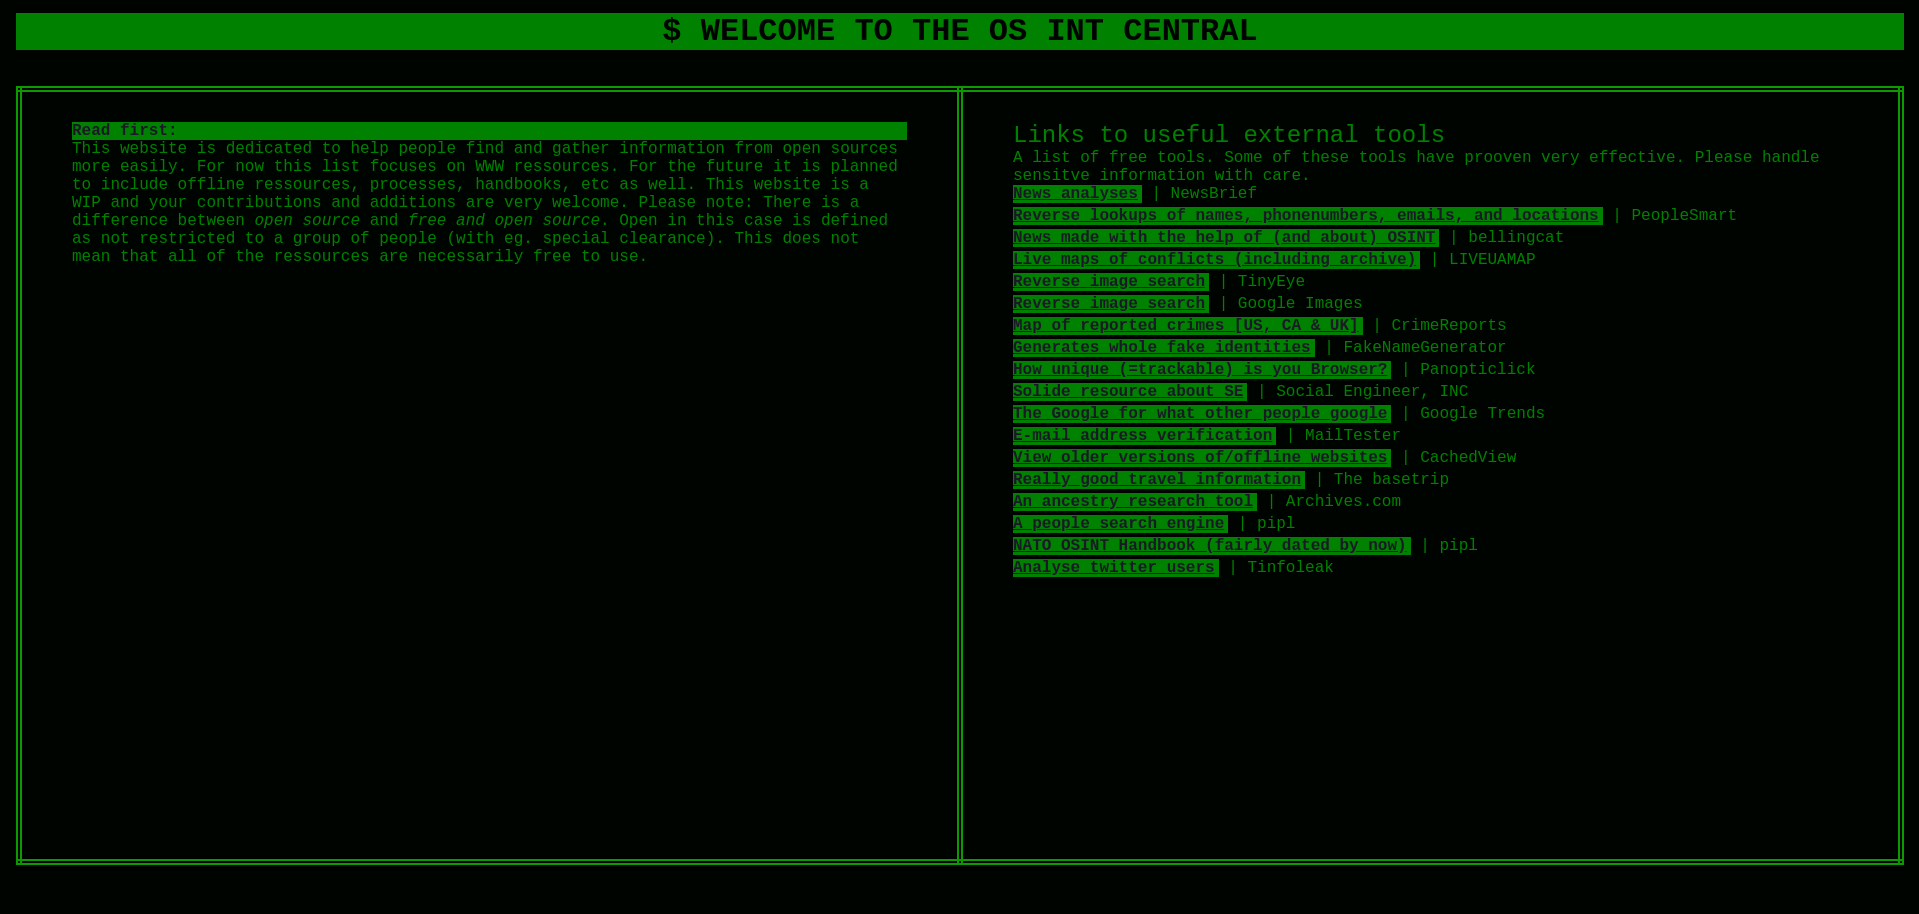 $ WELCOME TO THE OS INT CENTRAL
Read first:
This website is dedicated to help people find and gather information from open sources
more easily. For now this list focuses on WWW ressources. For the future it is planned
to include offline ressources, processes, handbooks, etc as well. This website is a
WIP and your contributions and additions are very welcome. Please note: There is a
difference between open source and free and open source. Open in this case is defined
as not restricted to a group of people (with eg. special clearance). This does not
mean that all of the ressources are necessarily free to use.
Links to useful external tools
A list of free tools. Some of these tools have prooven very effective. Please handle
sensitve information with care.
News analyses | NewsBrief
Reverse lookups of names, phonenumbers, emails, and locations | PeopleSmart
News made with the help of (and about) OSINT | bellingcat
Live maps of conflicts (including archive) | LIVEUAMAP
Reverse image search | TinyEye
Reverse image search | Google Images
Map of reported crimes [US, CA & UK] | CrimeReports
Generates whole fake identities | FakeNameGenerator
How unique (=trackable) is you Browser? | Panopticlick
Solide resource about SE | Social Engineer, INC
The Google for what other people google | Google Trends
E-mail address verification | MailTester
View older versions of/offline websites | CachedView
Really good travel information | The basetrip
An ancestry research tool | Archives.com
A people search engine | pipl
NATO OSINT Handbook (fairly dated by now) | pipl
Analyse twitter users | Tinfoleak